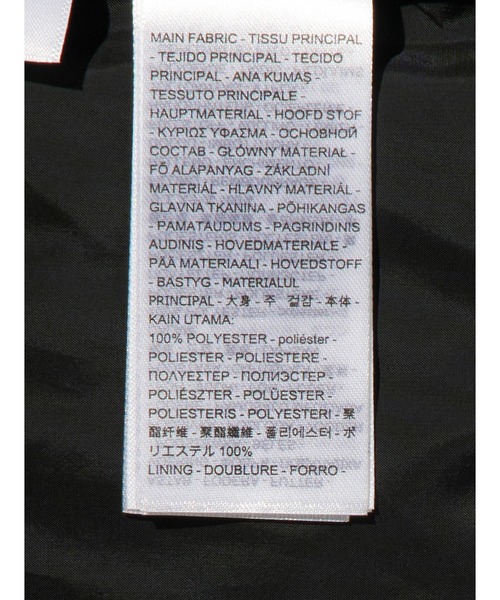 MAIN FABRIC - TISSU PRINCIPAL
- TEJIDO PRINCIPAL - TECIDO
PRINCIPAL - ANA KUMAŞ -
TESSUTO PRINCIPALE -
HAUPTMATERIAL - HOOFD STOF
- ΚΥΡΙΩΣ ΥΦΑΣΜΑ - ОСНОВНОЙ
СОСТАВ - GŁÓWNY MATERIAŁ -
FŐ ALAPANYAG - ZÁKLADNÍ
MATERIÁL - HLAVNÝ MATERIÁL -
GLAVNA TKANINA - PÕHIKANGAS
- PAMATAUDUMS - PAGRINDINIS
AUDINIS - HOVEDMATERIALE -
PÄÄ MATERIAALI - HOVEDSTOFF
- BASTYG - MATERIALUL
PRINCIPAL - 大身 - 주 겉감 - 本体 -
KAIN UTAMA:
100% POLYESTER - poliéster -
POLIESTER - POLIESTERE -
ΠΟΛΥΕΣΤΕΡ - ПОЛИЭСТЕР -
POLIÉSZTER - POLÜESTER -
POLIESTERIS - POLYESTERI - 聚
酯纤维 - 聚酯纖維 - 폴리에스터 - ポ
リエステル 100%
LINING - DOUBLURE - FORRO -